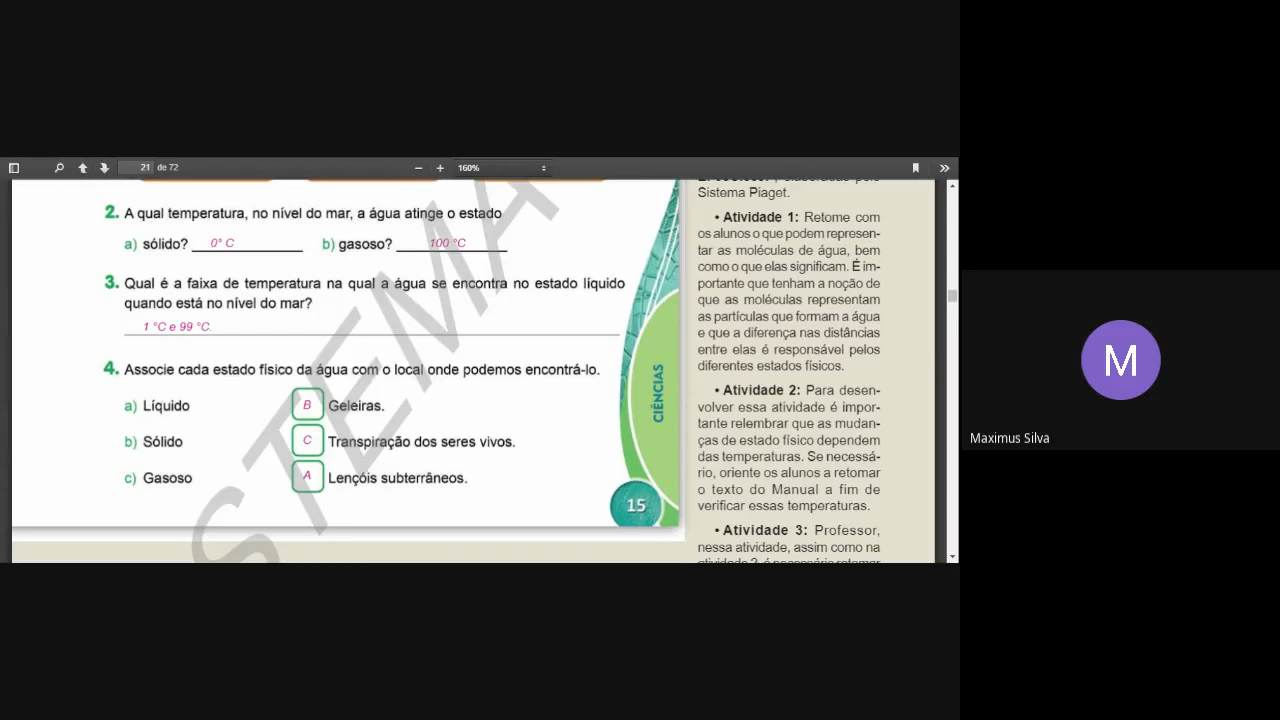 21 de 72
160%
2. A qual temperatura, no nível do mar, a água atinge o estado
a) sólido? 0° C b) gasoso? 100 °C
3. Qual é a faixa de temperatura na qual a água se encontra no estado líquido
quando está no nível do mar?
1 °C e 99 °C.
4. Associe cada estado físico da água com o local onde podemos encontrá-lo.
a) Líquido B Geleiras.
b) Sólido C Transpiração dos seres vivos.
c) Gasoso A Lençóis subterrâneos.
STEMA
CIÊNCIAS
15
Sistema Piaget.
• Atividade 1: Retome com
os alunos o que podem represen-
tar as moléculas de água, bem
como o que elas significam. É im-
portante que tenham a noção de
que as moléculas representam
as partículas que formam a água
e que a diferença nas distâncias
entre elas é responsável pelos
diferentes estados físicos.
• Atividade 2: Para desen-
volver essa atividade é impor-
tante relembrar que as mudan-
ças de estado físico dependem
das temperaturas. Se necessá-
rio, oriente os alunos a retomar
o texto do Manual a fim de
verificar essas temperaturas.
• Atividade 3: Professor,
nessa atividade, assim como na
atividade 2, é necessário retomar
M
Maximus Silva